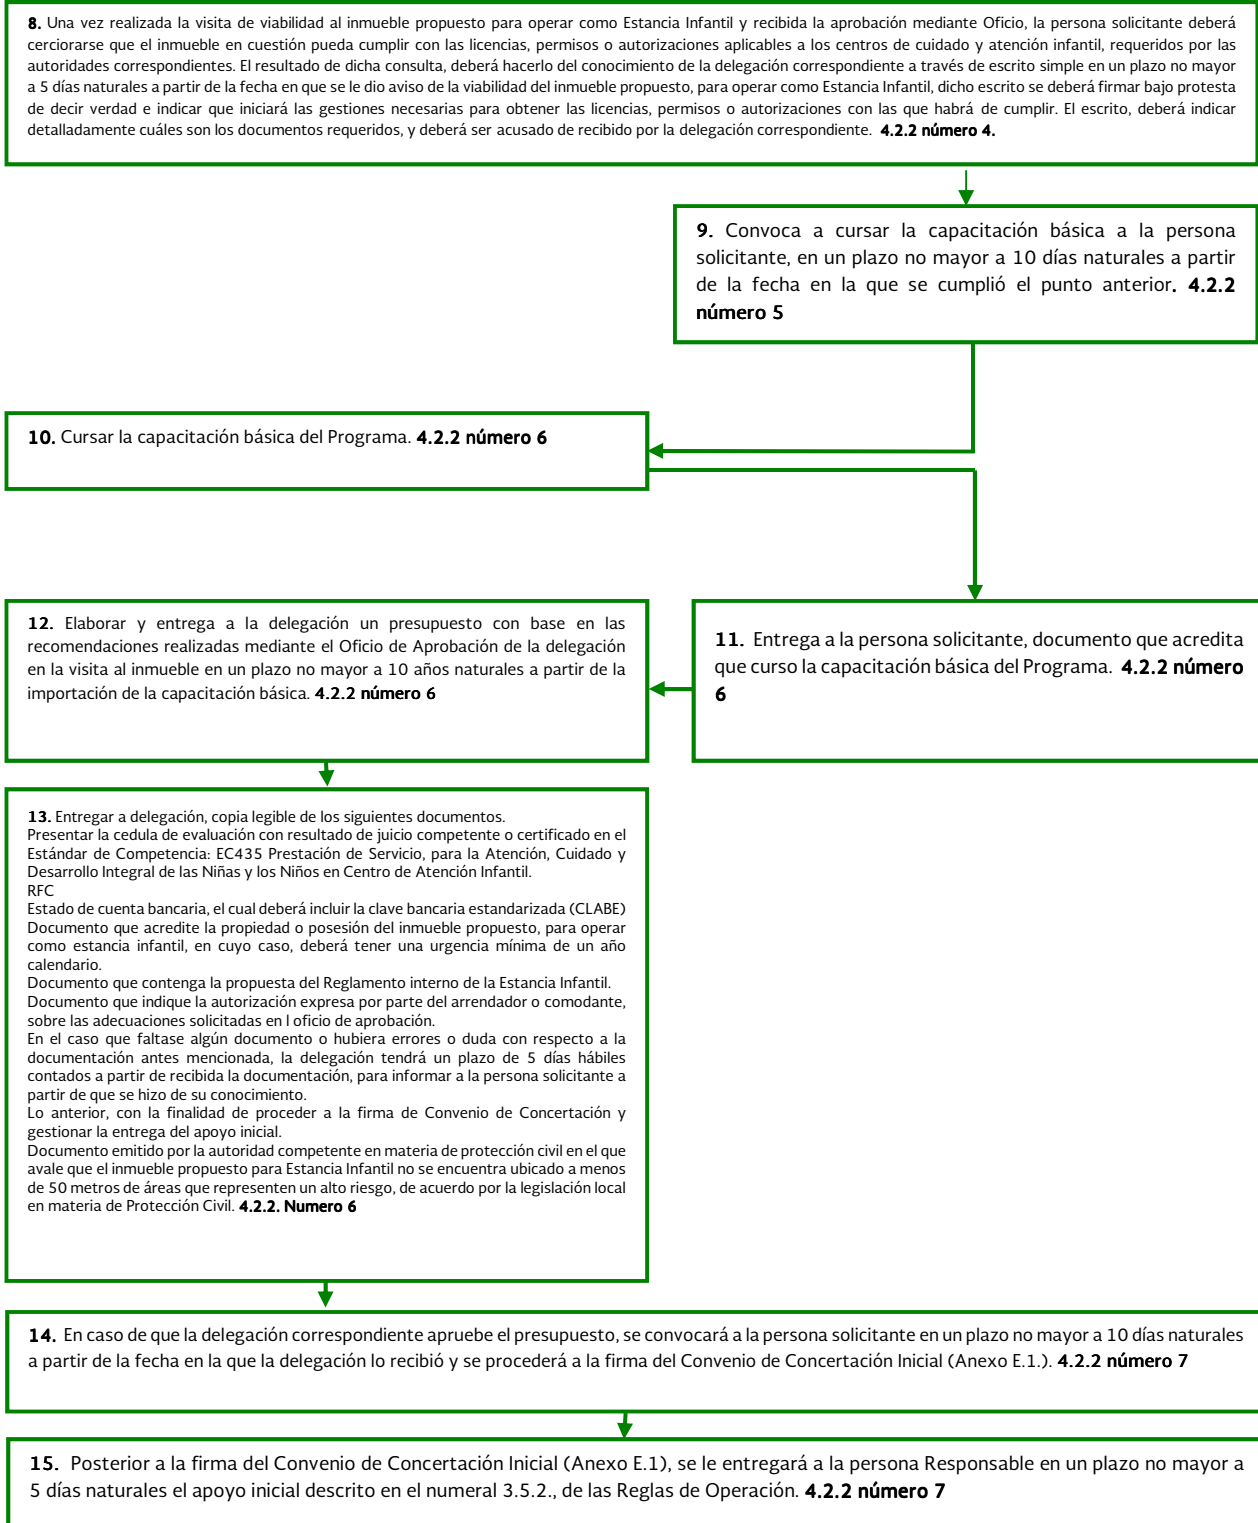 8. Una vez realizada la visita de viabilidad al inmueble propuesto para operar como Estancia Infantil y recibida la aprobación mediante Oficio, la persona solicitante deberá
cerciorarse que el inmueble en cuestión pueda cumplir con las licencias, permisos o autorizaciones aplicables a los centros de cuidado y atención infantil, requeridos por las
autoridades correspondientes. El resultado de dicha consulta, deberá hacerlo del conocimiento de la delegación correspondiente a través de escrito simple en un plazo no mayor
a 5 días naturales a partir de la fecha en que se le dio aviso de la viabilidad del inmueble propuesto, para operar como Estancia Infantil, dicho escrito se deberá firmar bajo protesta
de decir verdad e indicar que iniciará las gestiones necesarias para obtener las licencias, permisos o autorizaciones con las que habrá de cumplir. El escrito, deberá indicar
detalladamente cuáles son los documentos requeridos, y deberá ser acusado de recibido por la delegación correspondiente. 4.2.2 número 4.
9. Convoca a cursar la capacitación básica a la persona
solicitante, en un plazo no mayor a 10 días naturales a partir
de la fecha en la que se cumplió el punto anterior. 4.2.2
número 5
10. Cursar la capacitación básica del Programa. 4.2.2 número 6
11. Entrega a la persona solicitante, documento que acredita
que curso la capacitación básica del Programa. 4.2.2 número
6
12. Elaborar y entrega a la delegación un presupuesto con base en las
recomendaciones realizadas mediante el Oficio de Aprobación de la delegación
en la visita al inmueble en un plazo no mayor a 10 años naturales a partir de la
importación de la capacitación básica. 4.2.2 número 6
13. Entregar a delegación, copia legible de los siguientes documentos.
Presentar la cedula de evaluación con resultado de juicio competente o certificado en el
Estándar de Competencia: EC435 Prestación de Servicio, para la Atención, Cuidado y
Desarrollo Integral de las Niñas y los Niños en Centro de Atención Infantil.
RFC
Estado de cuenta bancaria, el cual deberá incluir la clave bancaria estandarizada (CLABE)
Documento que acredite la propiedad o posesión del inmueble propuesto, para operar
como estancia infantil, en cuyo caso, deberá tener una urgencia mínima de un año
calendario.
Documento que contenga la propuesta del Reglamento interno de la Estancia Infantil.
Documento que indique la autorización expresa por parte del arrendador o comodante,
sobre las adecuaciones solicitadas en l oficio de aprobación.
En el caso que faltase algún documento o hubiera errores o duda con respecto a la
documentación antes mencionada, la delegación tendrá un plazo de 5 días hábiles
contados a partir de recibida la documentación, para informar a la persona solicitante a
partir de que se hizo de su conocimiento.
Lo anterior, con la finalidad de proceder a la firma de Convenio de Concertación y
gestionar la entrega del apoyo inicial.
Documento emitido por la autoridad competente en materia de protección civil en el que
avale que el inmueble propuesto para Estancia Infantil no se encuentra ubicado a menos
de 50 metros de áreas que representen un alto riesgo, de acuerdo por la legislación local
en materia de Protección Civil. 4.2.2. Numero 6
14. En caso de que la delegación correspondiente apruebe el presupuesto, se convocará a la persona solicitante en un plazo no mayor a 10 días naturales
a partir de la fecha en la que la delegación lo recibió y se procederá a la firma del Convenio de Concertación Inicial (Anexo E.1.). 4.2.2 número 7
15. Posterior a la firma del Convenio de Concertación Inicial (Anexo E.1), se le entregará a la persona Responsable en un plazo no mayor a
5 días naturales el apoyo inicial descrito en el numeral 3.5.2., de las Reglas de Operación. 4.2.2 número 7